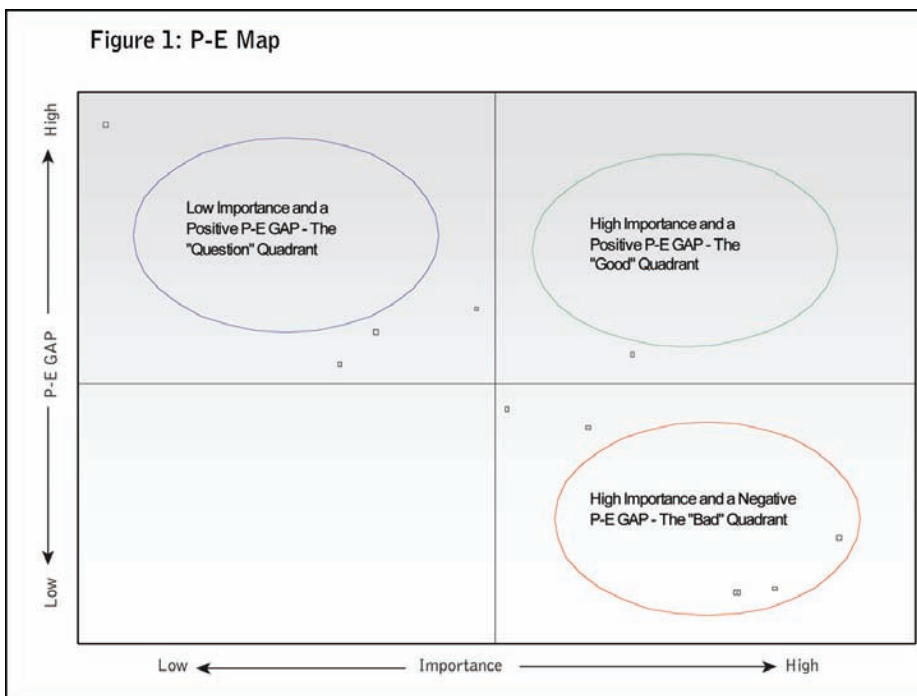 Figure 1: P-E Map
High
P-E GAP
Low
Low Importance and a
Positive P-E GAP - The
"Question" Quadrant
High Importance and a
Positive P-E GAP - The
"Good" Quadrant
High Importance and a Negative
P-E GAP - The "Bad" Quadrant
Low
Importance
High